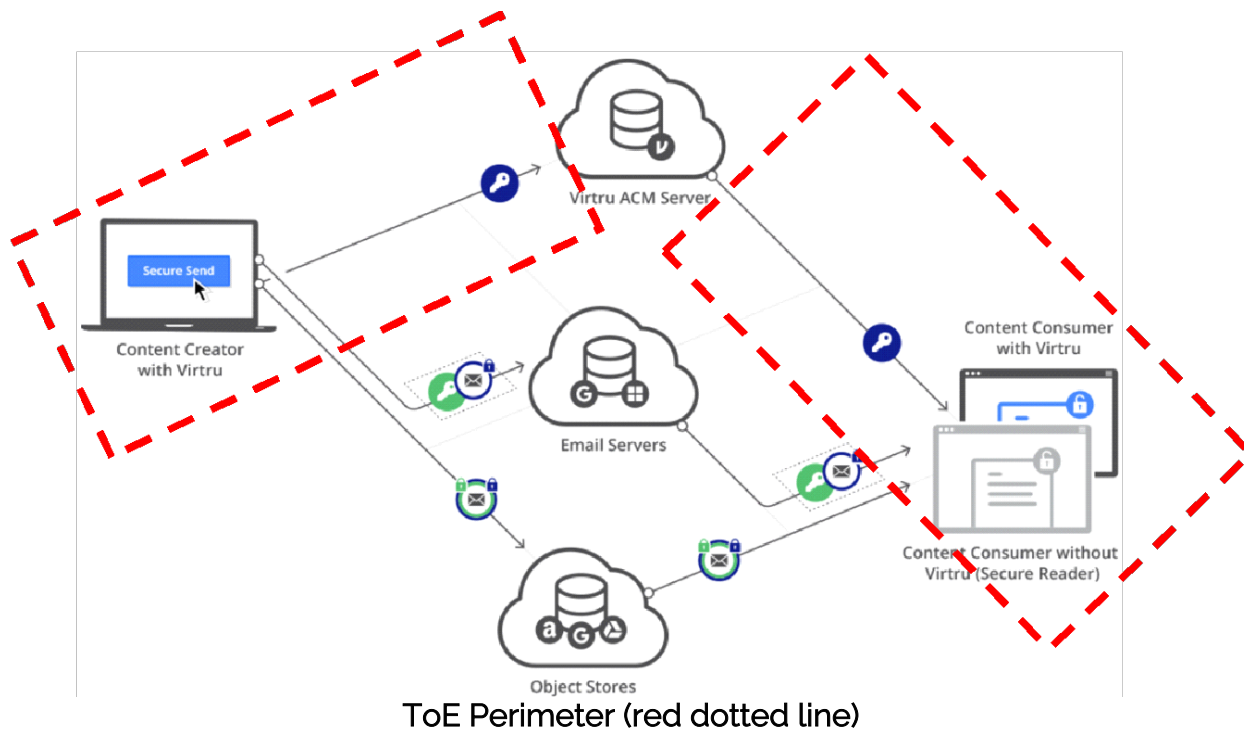 Virtru ACM Server
Secure Send
Content Creator
with Virtru
Content Consumer
with Virtru
Email Servers
Content Consumer without
Virtru (Secure Reader)
Object Stores
ToE Perimeter (red dotted line)